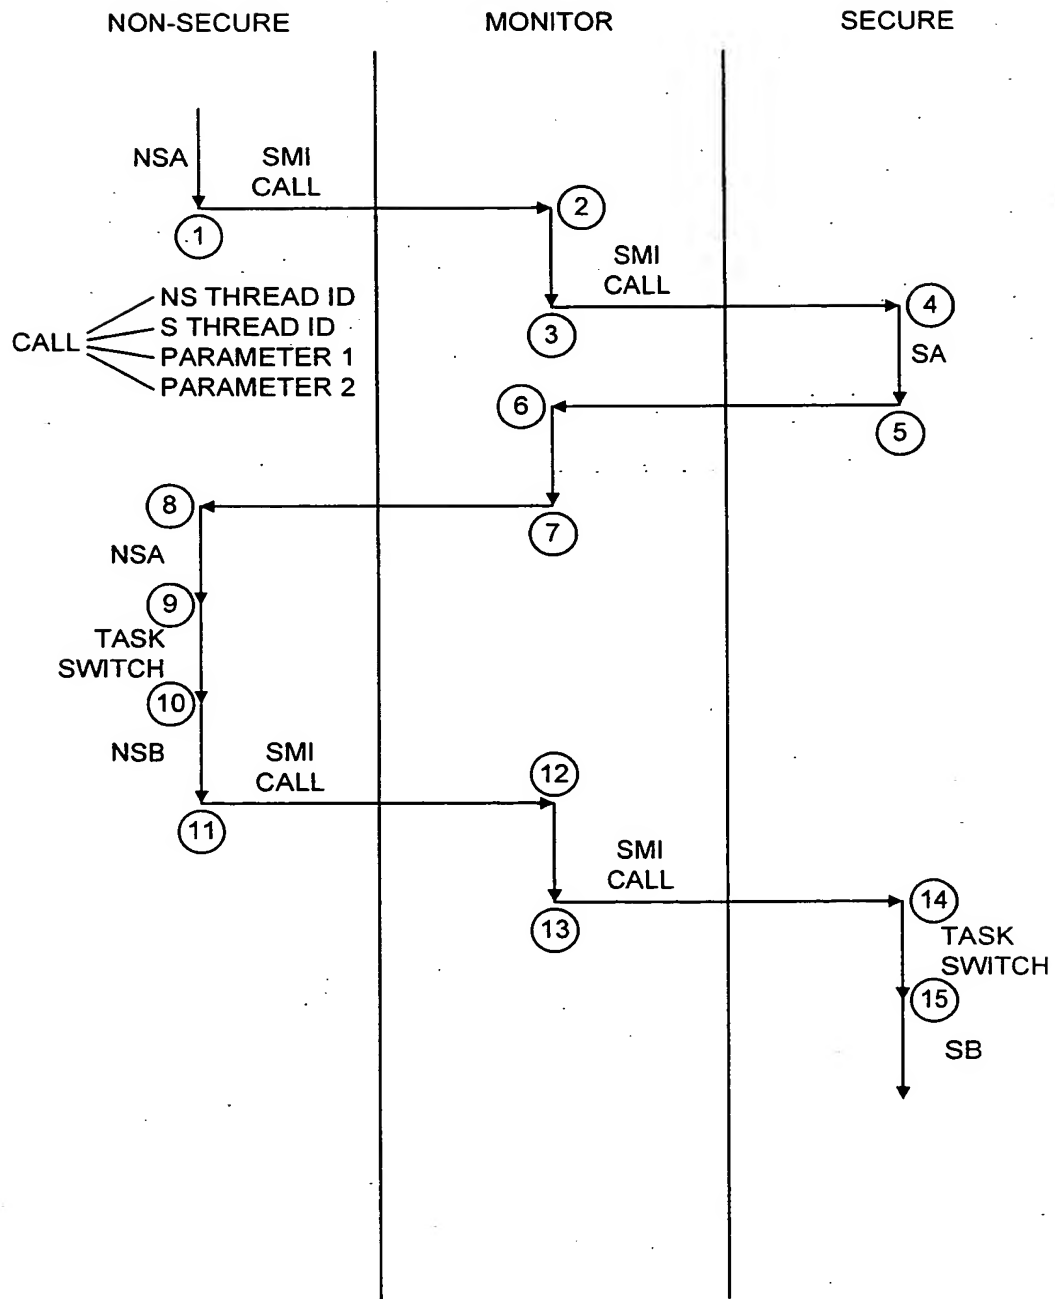 NON-SECURE
MONITOR
SECURE
NSA
SMI
CALL
1
2
SMI
CALL
3
4
CALL
NS THREAD ID
S THREAD ID
PARAMETER 1
PARAMETER 2
SA
6
5
8
7
NSA
9
TASK
SWITCH
10
NSB
SMI
CALL
12
11
SMI
CALL
13
14
TASK
SWITCH
15
SB